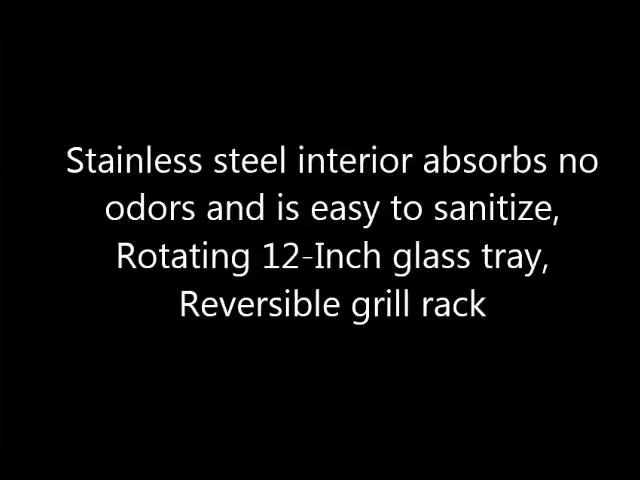 Stainless steel interior absorbs no
odors and is easy to sanitize,
Rotating 12-Inch glass tray,
Reversible grill rack